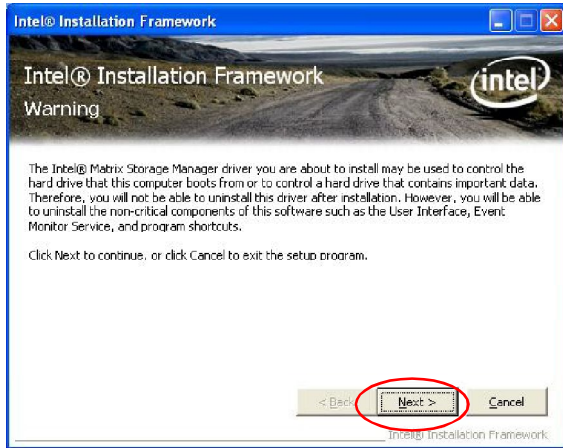 Intel® Installation Framework
Intel® Installation Framework
intel
Warning
The Intel® Matrix Storage Manager driver you are about to install may be used to control the
hard drive that this computer boots from or to control a hard drive that contains important data.
Therefore, you will not be able to uninstall this driver after installation. However, you will be able
to uninstall the non-critical components of this software such as the User Interface, Event
Monitor Service, and program shortcuts.
Click Next to continue, or click Cancel to exit the setup program.
< Back
Next >
Cancel
Intel® Installation Framework